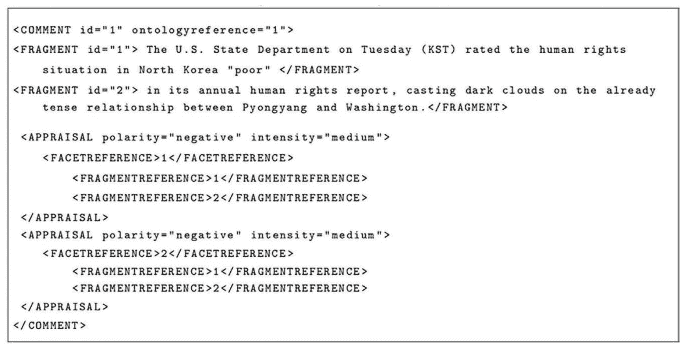 <COMMENT id="1" ontologyreference="1">
<FRAGMENT id="1"> The U.S. State Department on Tuesday (KST) rated the human rights
situation in North Korea "poor" </FRAGMENT>
<FRAGMENT id="2"> in its annual human rights report, casting dark clouds on the already
tense relationship between Pyongyang and Washington.</FRAGMENT>
<APPRAISAL polarity="negative" intensity="medium">
<FACETREFERENCE>1</FACETREFERENCE>
<FRAGMENTREFERENCE>1</FRAGMENTREFERENCE>
<FRAGMENTREFERENCE>2</FRAGMENTREFERENCE>
</APPRAISAL>
<APPRAISAL polarity="negative" intensity="medium">
<FACETREFERENCE>2</FACETREFERENCE>
<FRAGMENTREFERENCE>1</FRAGMENTREFERENCE>
<FRAGMENTREFERENCE>2</FRAGMENTREFERENCE>
</APPRAISAL>
</COMMENT>